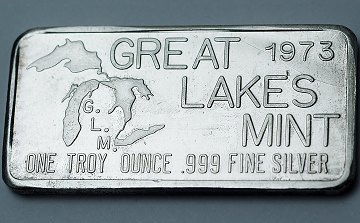 GREAT 1973
LAKES
MINT
G.
L.
M.
ONE TROY OUNCE .999 FINE SILVER